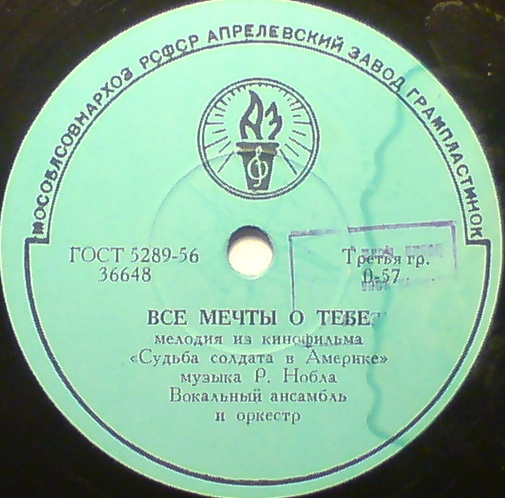 МОСОБЛСОВНАРХОЗ РСФСР АПРЕЛЕВСКИЙ ЗАВОД ГРАМПЛАСТИНОК
АЗ
ГОСТ 5289-56
36648
Третья гр.
0-57
ВСЕ МЕЧТЫ О ТЕБЕ
мелодия из кинофильма
«Судьба солдата в Америке»
музыка Р. Нобла
Вокальный ансамбль
и оркестр